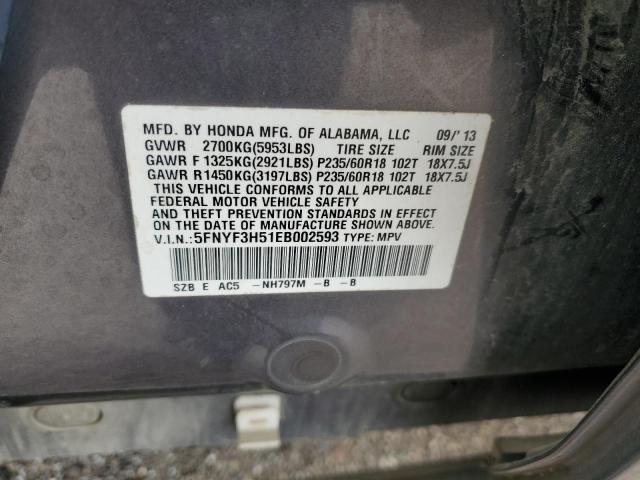 MFD. BY HONDA MFG. OF ALABAMA, LLC 09/'13
GVWR 2700KG(5953LBS) TIRE SIZE RIM SIZE
GAWR F 1325KG(2921LBS) P235/60R18 102T 18X7.5J
GAWR R1450KG(3197LBS) P235/60R18 102T 18X7.5J
THIS VEHICLE CONFORMS TO ALL APPLICABLE
FEDERAL MOTOR VEHICLE SAFETY
AND THEFT PREVENTION STANDARDS IN EFFECT
ON THE DATE OF MANUFACTURE SHOWN ABOVE.
V.I.N.:5FNYF3H51EB002593 TYPE: MPV
SZB E AC5 -NH797M -B -B